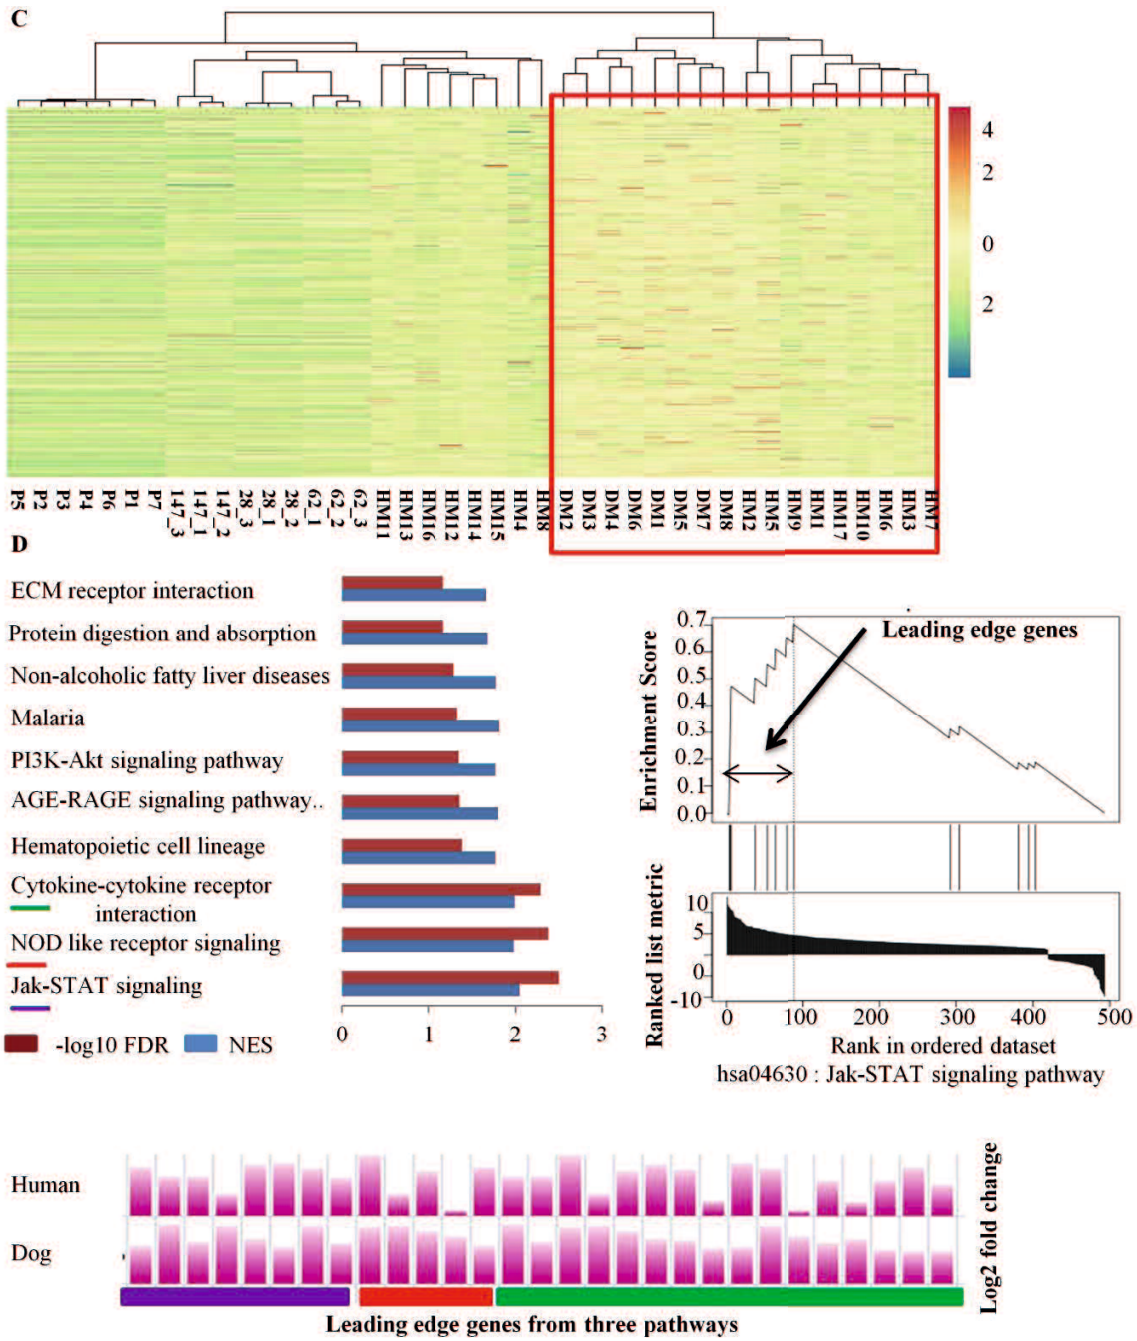 C
4
2
0
2
P5 P2 P3 P4 P6 P1 P7 147_3 147_1 147_2 28_3 28_1 28_2 62_1 62_2 62_3 HM11 HM13 HM16 HM12 HM14 HM15 HM4 HM8 DM2 DM3 DM4 DM6 DM1 DM5 DM7 DM8 HM2 HM5 HM9 HM1 HM17 HM10 HM6 HM3 HM7
D
ECM receptor interaction
Protein digestion and absorption
Non-alcoholic fatty liver diseases
Malaria
PI3K-Akt signaling pathway
AGE-RAGE signaling pathway..
Hematopoietic cell lineage
Cytokine-cytokine receptor
interaction
NOD like receptor signaling
Jak-STAT signaling
0 1 2 3
-log10 FDR NES
Leading edge genes
Enrichment Score
0.7
0.6
0.5
0.4
0.3
0.2
0.1
0.0
Ranked list metric
10
5
0
-10
0 100 200 300 400 500
Rank in ordered dataset
hsa04630 : Jak-STAT signaling pathway
Human
Dog
Log2 fold change
Leading edge genes from three pathways